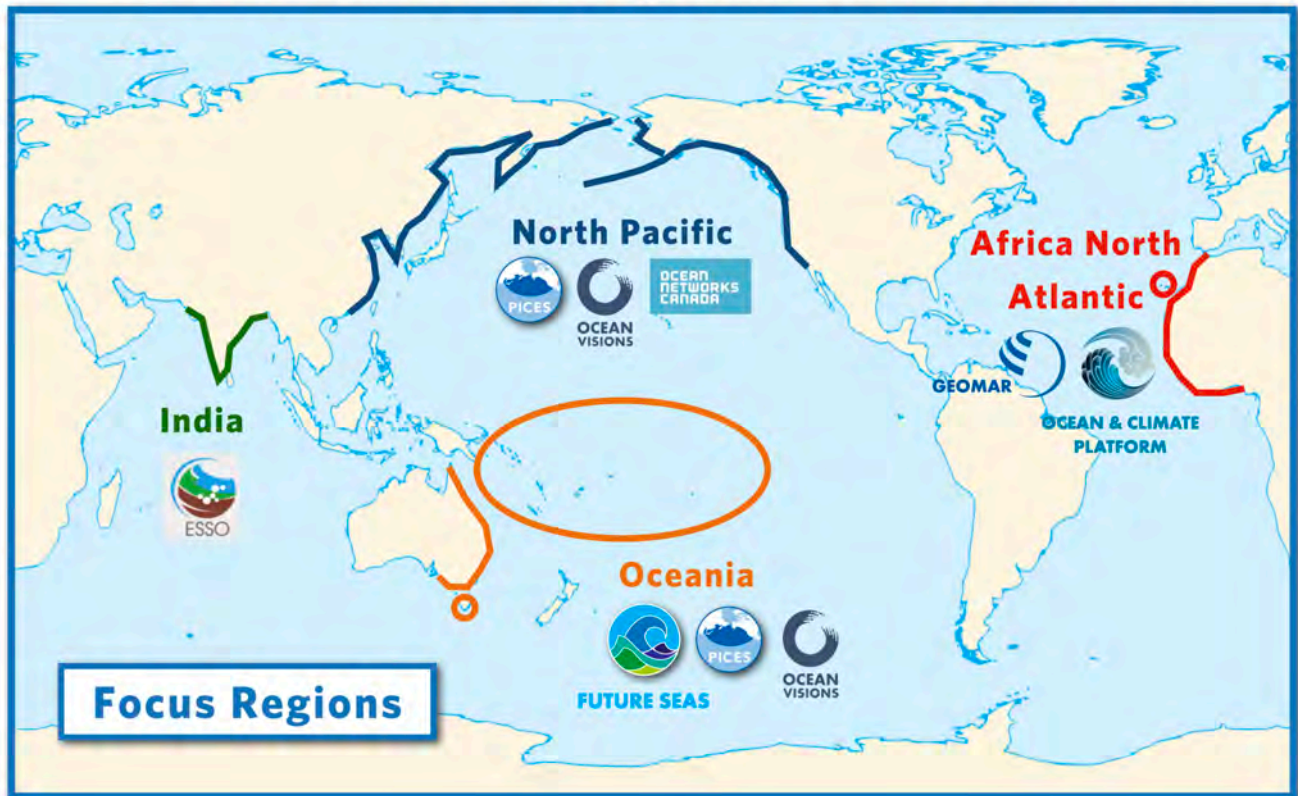 North Pacific
PICES
OCEAN
VISIONS
OCEAN
NETWORKS
CANADA
Africa North
Atlantic
GEOMAR
OCEAN & CLIMATE
PLATFORM
India
ESSO
Oceania
FUTURE SEAS
PICES
OCEAN
VISIONS
Focus Regions